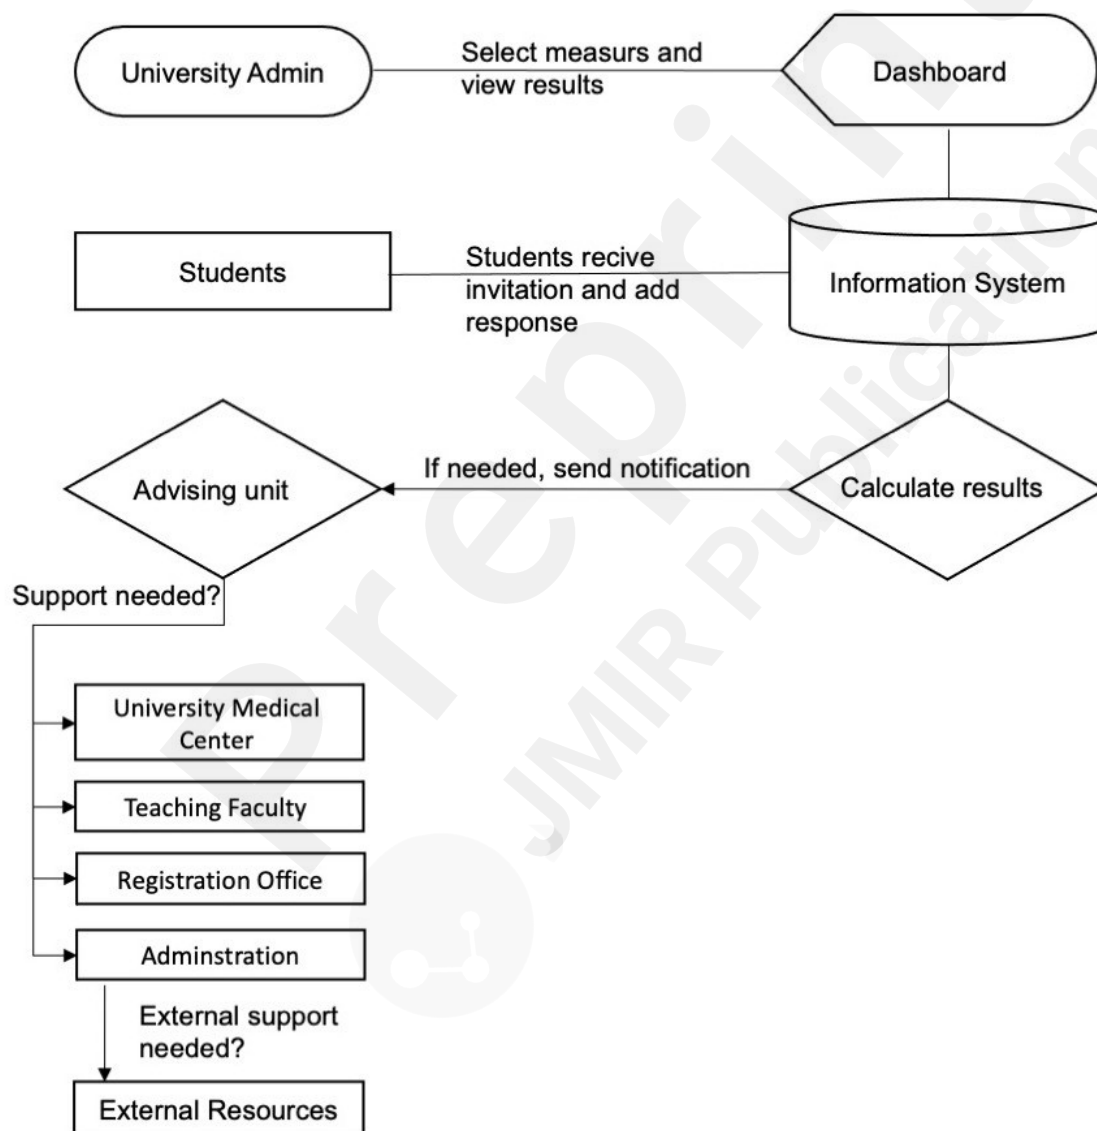 University Admin
Select measurs and
view results
Dashboard
Students
Students recive
invitation and add
response
Information System
Advising unit
If needed, send notification
Calculate results
Support needed?
University Medical
Center
Teaching Faculty
Registration Office
Adminstration
External support
needed?
External Resources
Preprint
JMIR Publication